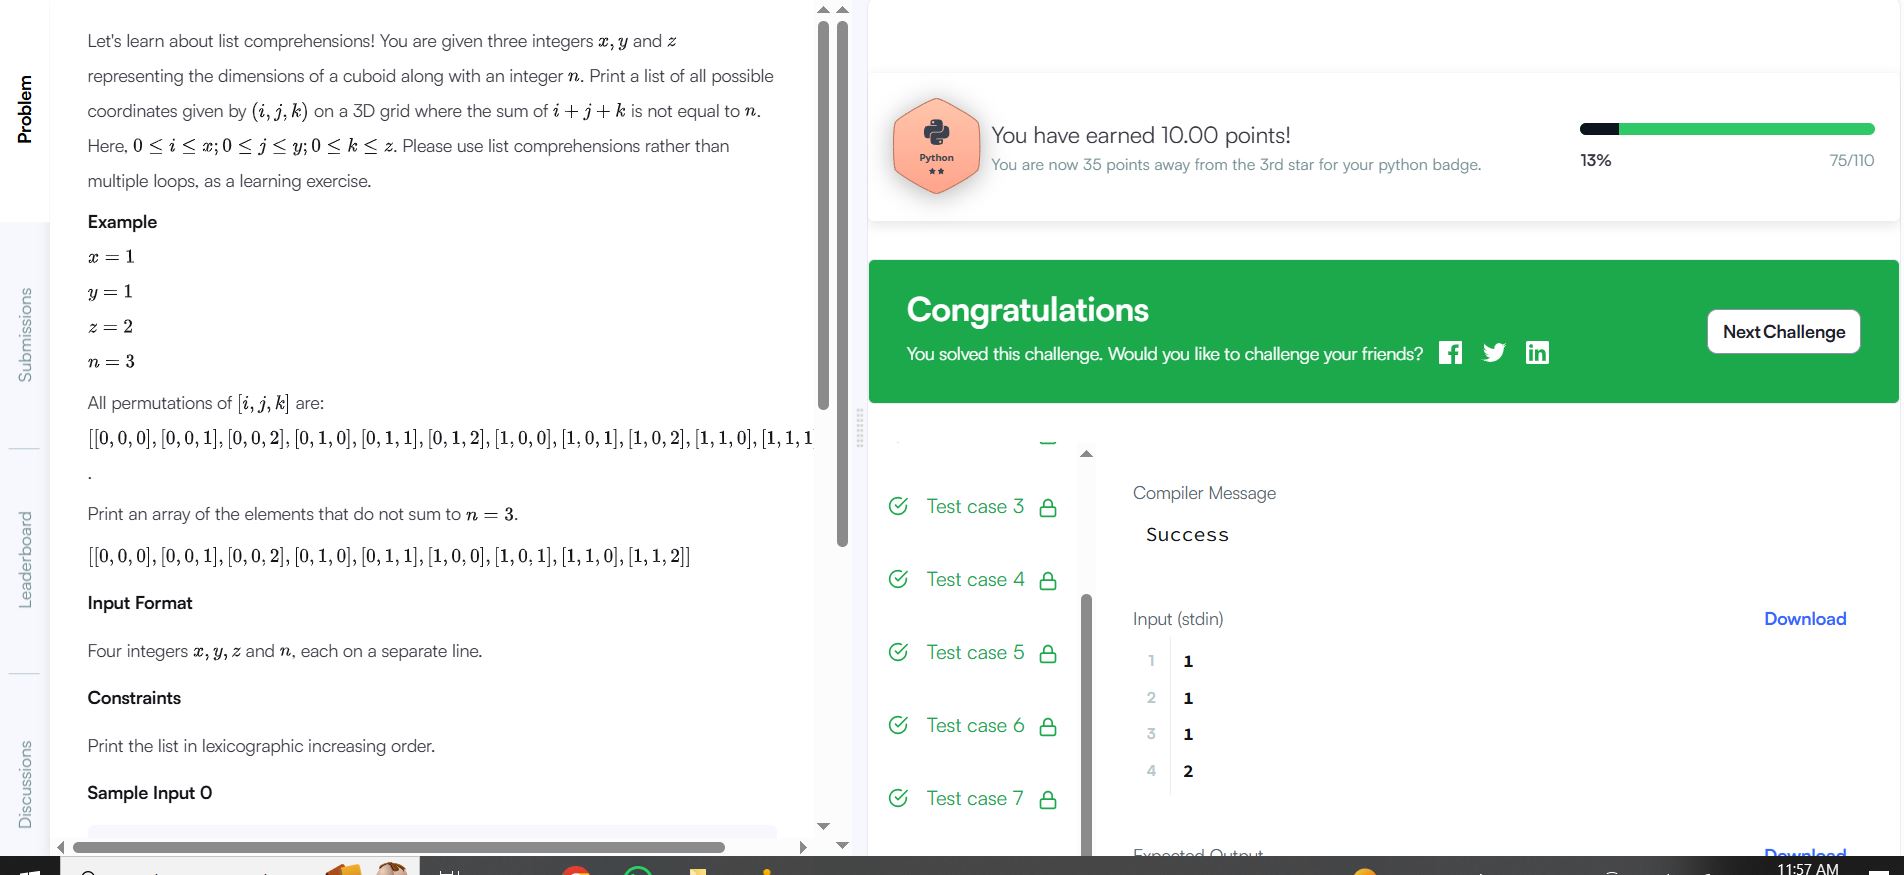 Problem
Submissions
Leaderboard
Discussions
Let's learn about list comprehensions! You are given three integers x, y and z
representing the dimensions of a cuboid along with an integer n. Print a list of all possible
coordinates given by (i, j, k) on a 3D grid where the sum of i + j + k is not equal to n.
Here, 0 ≤ i ≤ x; 0 ≤ j ≤ y; 0 ≤ k ≤ z. Please use list comprehensions rather than
multiple loops, as a learning exercise.
Example
x = 1
y = 1
z = 2
n = 3
All permutations of [i, j, k] are:
[[0, 0, 0], [0, 0, 1], [0, 0, 2], [0, 1, 0], [0, 1, 1], [0, 1, 2], [1, 0, 0], [1, 0, 1], [1, 0, 2], [1, 1, 0], [1, 1, 1
.
Print an array of the elements that do not sum to n = 3.
[[0, 0, 0], [0, 0, 1], [0, 0, 2], [0, 1, 0], [0, 1, 1], [1, 0, 0], [1, 0, 1], [1, 1, 0], [1, 1, 2]]
Input Format
Four integers x, y, z and n, each on a separate line.
Constraints
Print the list in lexicographic increasing order.
Sample Input 0
Python
You have earned 10.00 points!
You are now 35 points away from the 3rd star for your python badge.
13%
75/110
Congratulations
You solved this challenge. Would you like to challenge your friends?
Next Challenge
Test case 3
Test case 4
Test case 5
Test case 6
Test case 7
Compiler Message
Success
Input (stdin)
Download
1 1
2 1
3 1
4 2
Expected Output
Download
11:57 AM